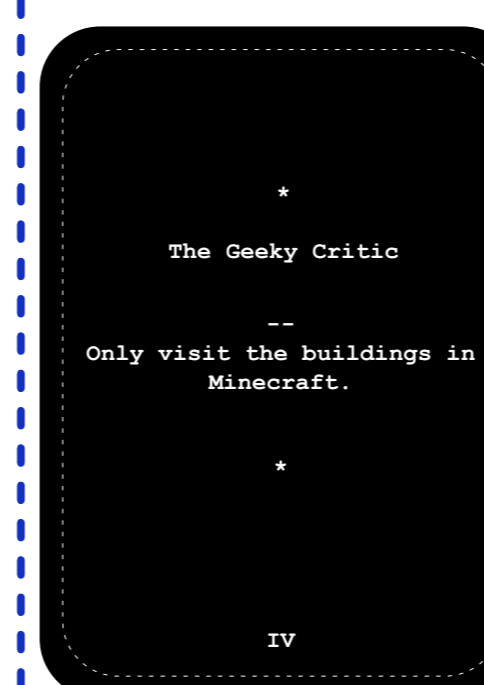 *
The Geeky Critic
--
Only visit the buildings in
Minecraft.
*
IV